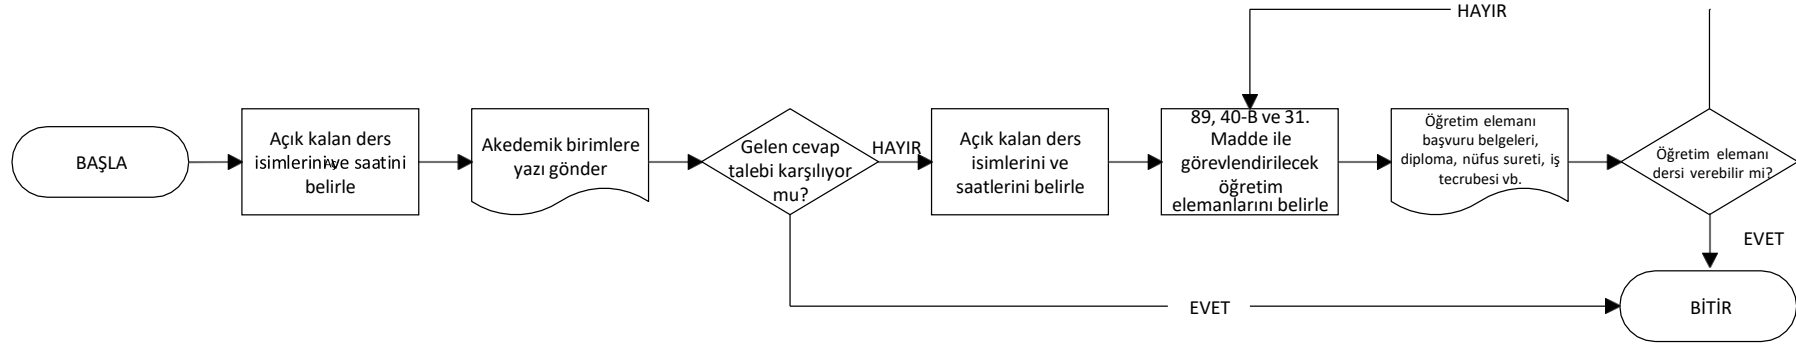 HAYIR
BAŞLA
Açık kalan ders
isimlerini ve saatini
belirle
Akedemik birimlere
yazı gönder
Gelen cevap
talebi karşılıyor
mu?
HAYIR
Açık kalan ders
isimlerini ve
saatlerini belirle
89, 40-B ve 31.
Madde ile
görevlendirilecek
öğretim
elemanlarını belirle
Öğretim elemanı
başvuru belgeleri,
diploma, nüfus sureti, iş
tecrubesi vb.
Öğretim elemanı
dersi verebilir mi?
EVET
EVET
BİTİR